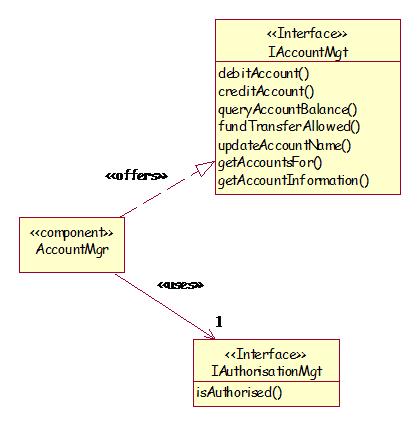 <<Interface>>
IAccountMgt
debitAccount()
creditAccount()
queryAccountBalance()
fundTransferAllowed()
updateAccountName()
getAccountsFor()
getAccountInformation()
<<offers>>
<<component>>
AccountMgr
<<uses>>
1
<<Interface>>
IAuthorisationMgt
isAuthorised()